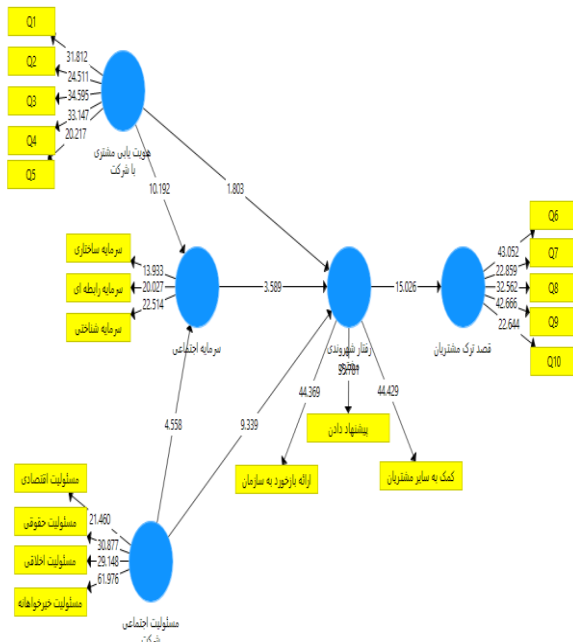 Q1
Q2
Q3
Q4
Q5
31.812
24.511
34.595
33.147
20.217
هویت یابی مشتری
با شرکت
10.192
1.803
سرمایه ساختاری
سرمایه رابطه ای
سرمایه شناختی
13.933
20.027
22.514
سرمایه اجتماعی
3.589
رفتار شهروندی
15.026
Q6
Q7
Q8
Q9
Q10
43.052
22.859
32.562
42.666
22.644
قصد ترک مشتریان
44.369
44.429
پیشنهاد دادن
ارائه بازخورد به سازمان
کمک به سایر مشتریان
4.558
9.339
مسئولیت اقتصادی
مسئولیت حقوقی
مسئولیت اخلاقی
مسئولیت خیرخواهانه
21.460
30.877
29.148
61.976
مسئولیت اجتماعی
شرکت